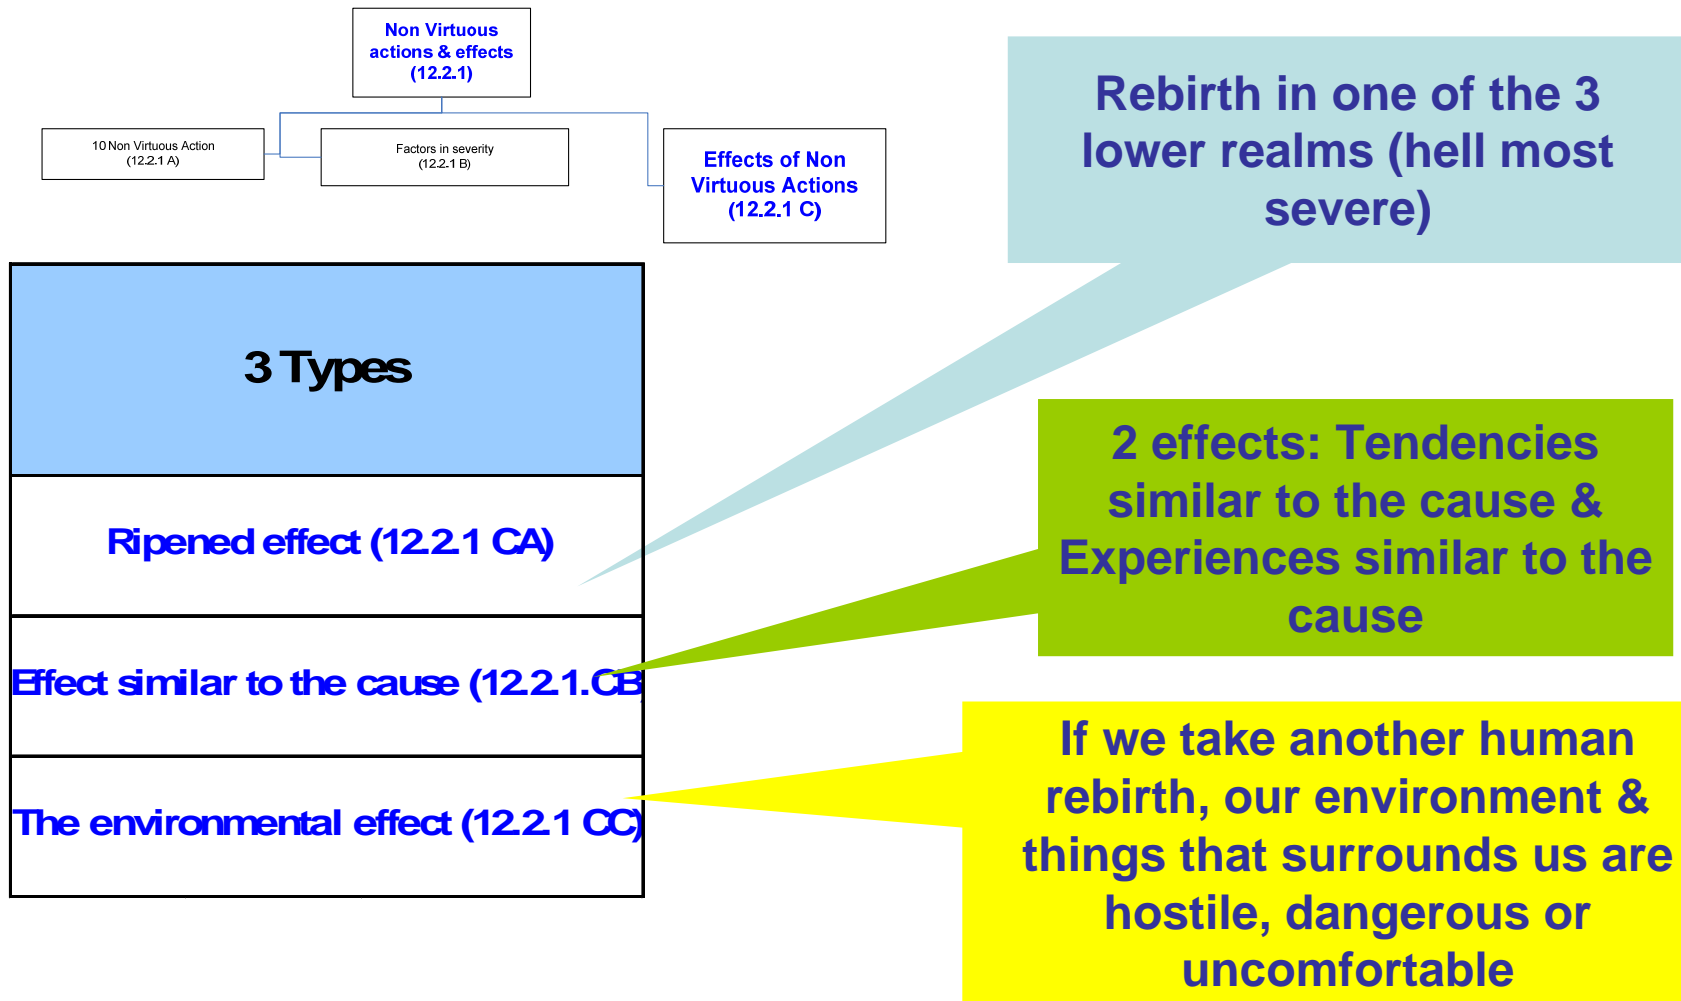 Non Virtuous
actions & effects
(12.2.1)
10 Non Virtuous Action
(12.2.1 A)
Factors in severity
(12.2.1 B)
Effects of Non
Virtuous Actions
(12.2.1 C)
Rebirth in one of the 3
lower realms (hell most
severe)
3 Types
Ripened effect (12.2.1 CA)
2 effects: Tendencies
similar to the cause &
Experiences similar to the
cause
Effect similar to the cause (12.2.1.CB
If we take another human
rebirth, our environment &
things that surrounds us are
hostile, dangerous or
uncomfortable
The environmental effect (12.2.1 CC)